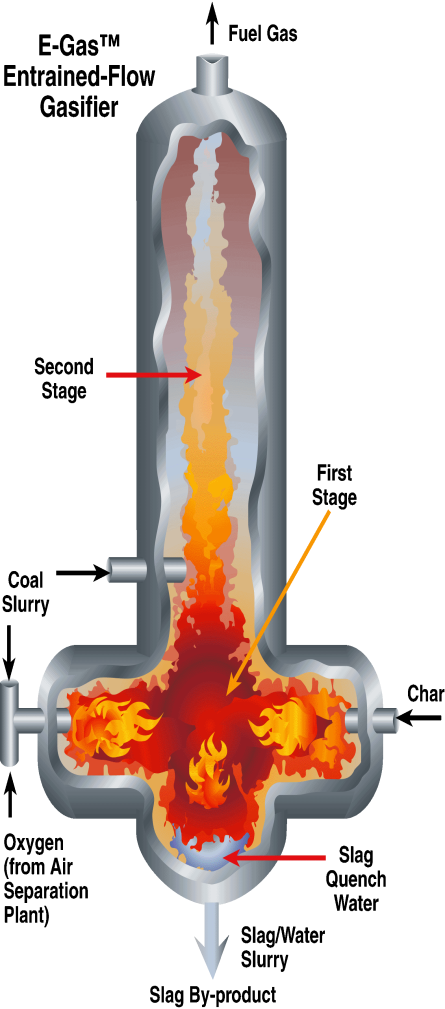 E-Gas™
Entrained-Flow
Gasifier
Fuel Gas
Second
Stage
First
Stage
Coal
Slurry
Char
Oxygen
(from Air
Separation
Plant)
Slag
Quench
Water
Slag/Water
Slurry
Slag By-product